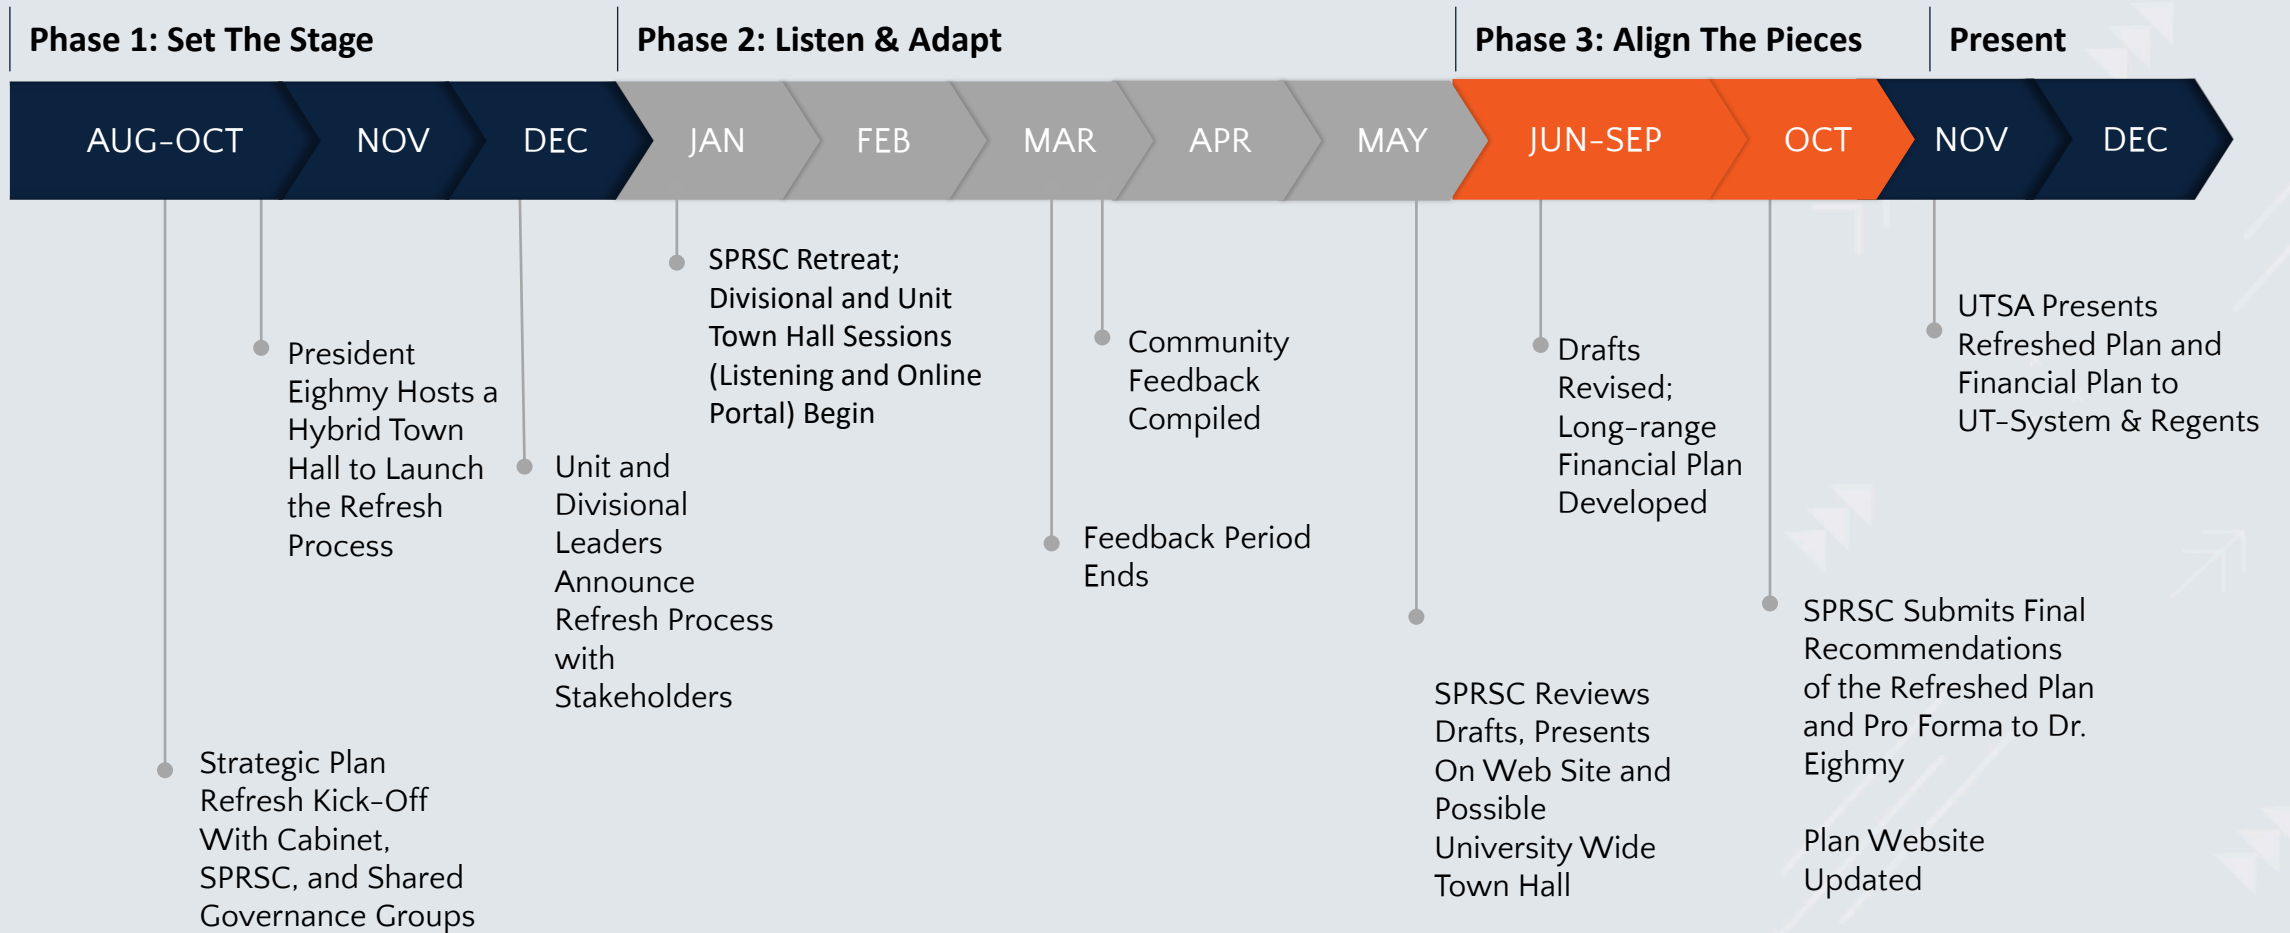 Phase 1: Set The Stage
Phase 2: Listen & Adapt
Phase 3: Align The Pieces
Present
AUG-OCT
NOV
DEC
JAN
FEB
MAR
APR
MAY
JUN-SEP
OCT
NOV
DEC
Strategic Plan
Refresh Kick-Off
With Cabinet,
SPRSC, and Shared
Governance Groups
President
Eighmy Hosts a
Hybrid Town
Hall to Launch
the Refresh
Process
Unit and
Divisional
Leaders
Announce
Refresh Process
with
Stakeholders
SPRSC Retreat;
Divisional and Unit
Town Hall Sessions
(Listening and Online
Portal) Begin
Feedback Period
Ends
Community
Feedback
Compiled
SPRSC Reviews
Drafts, Presents
On Web Site and
Possible
University Wide
Town Hall
Drafts
Revised;
Long-range
Financial Plan
Developed
SPRSC Submits Final
Recommendations
of the Refreshed Plan
and Pro Forma to Dr.
Eighmy
Plan Website
Updated
UTSA Presents
Refreshed Plan and
Financial Plan to
UT-System & Regents